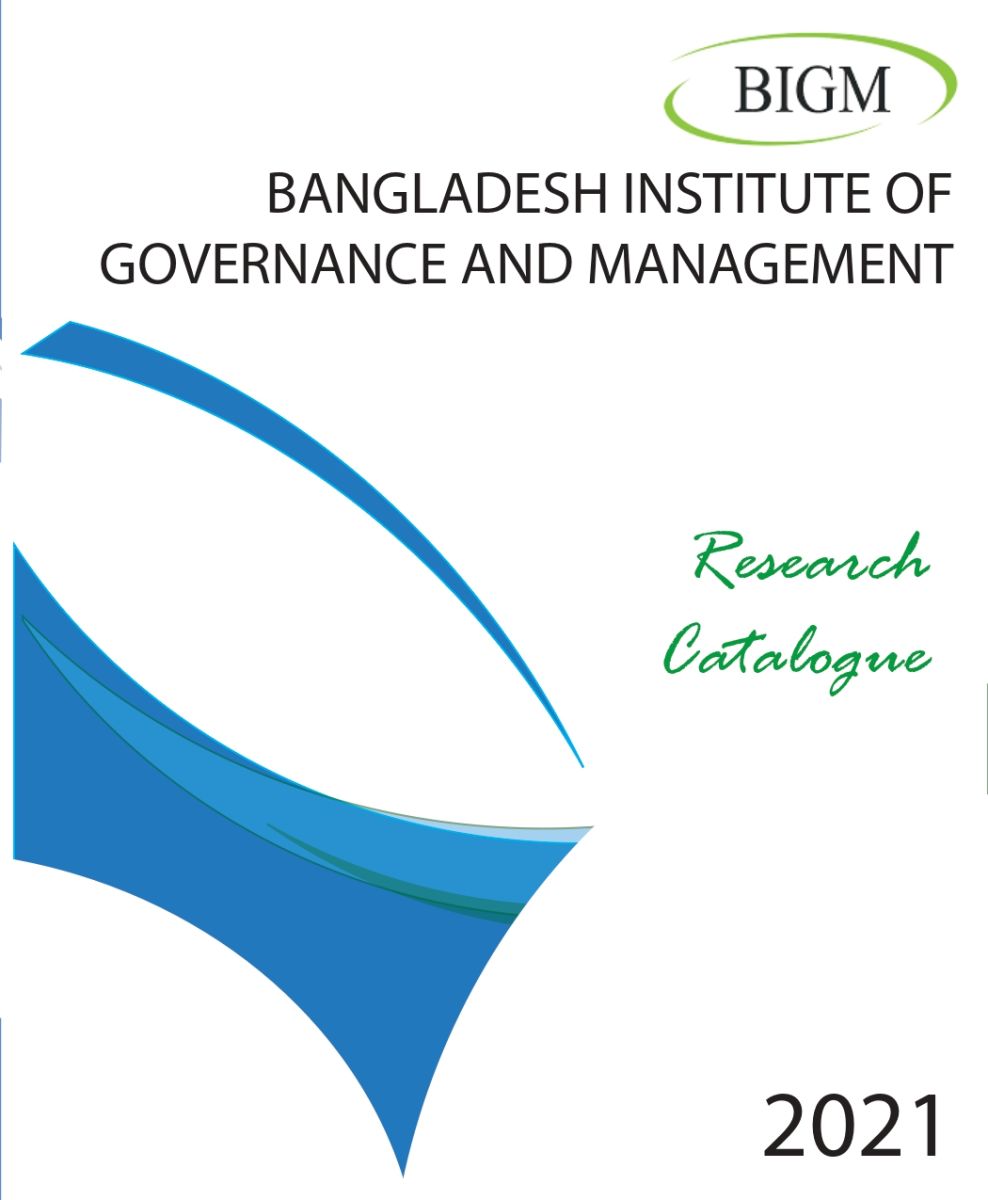 BIGM
BANGLADESH INSTITUTE OF
GOVERNANCE AND MANAGEMENT
Research
Catalogue
2021